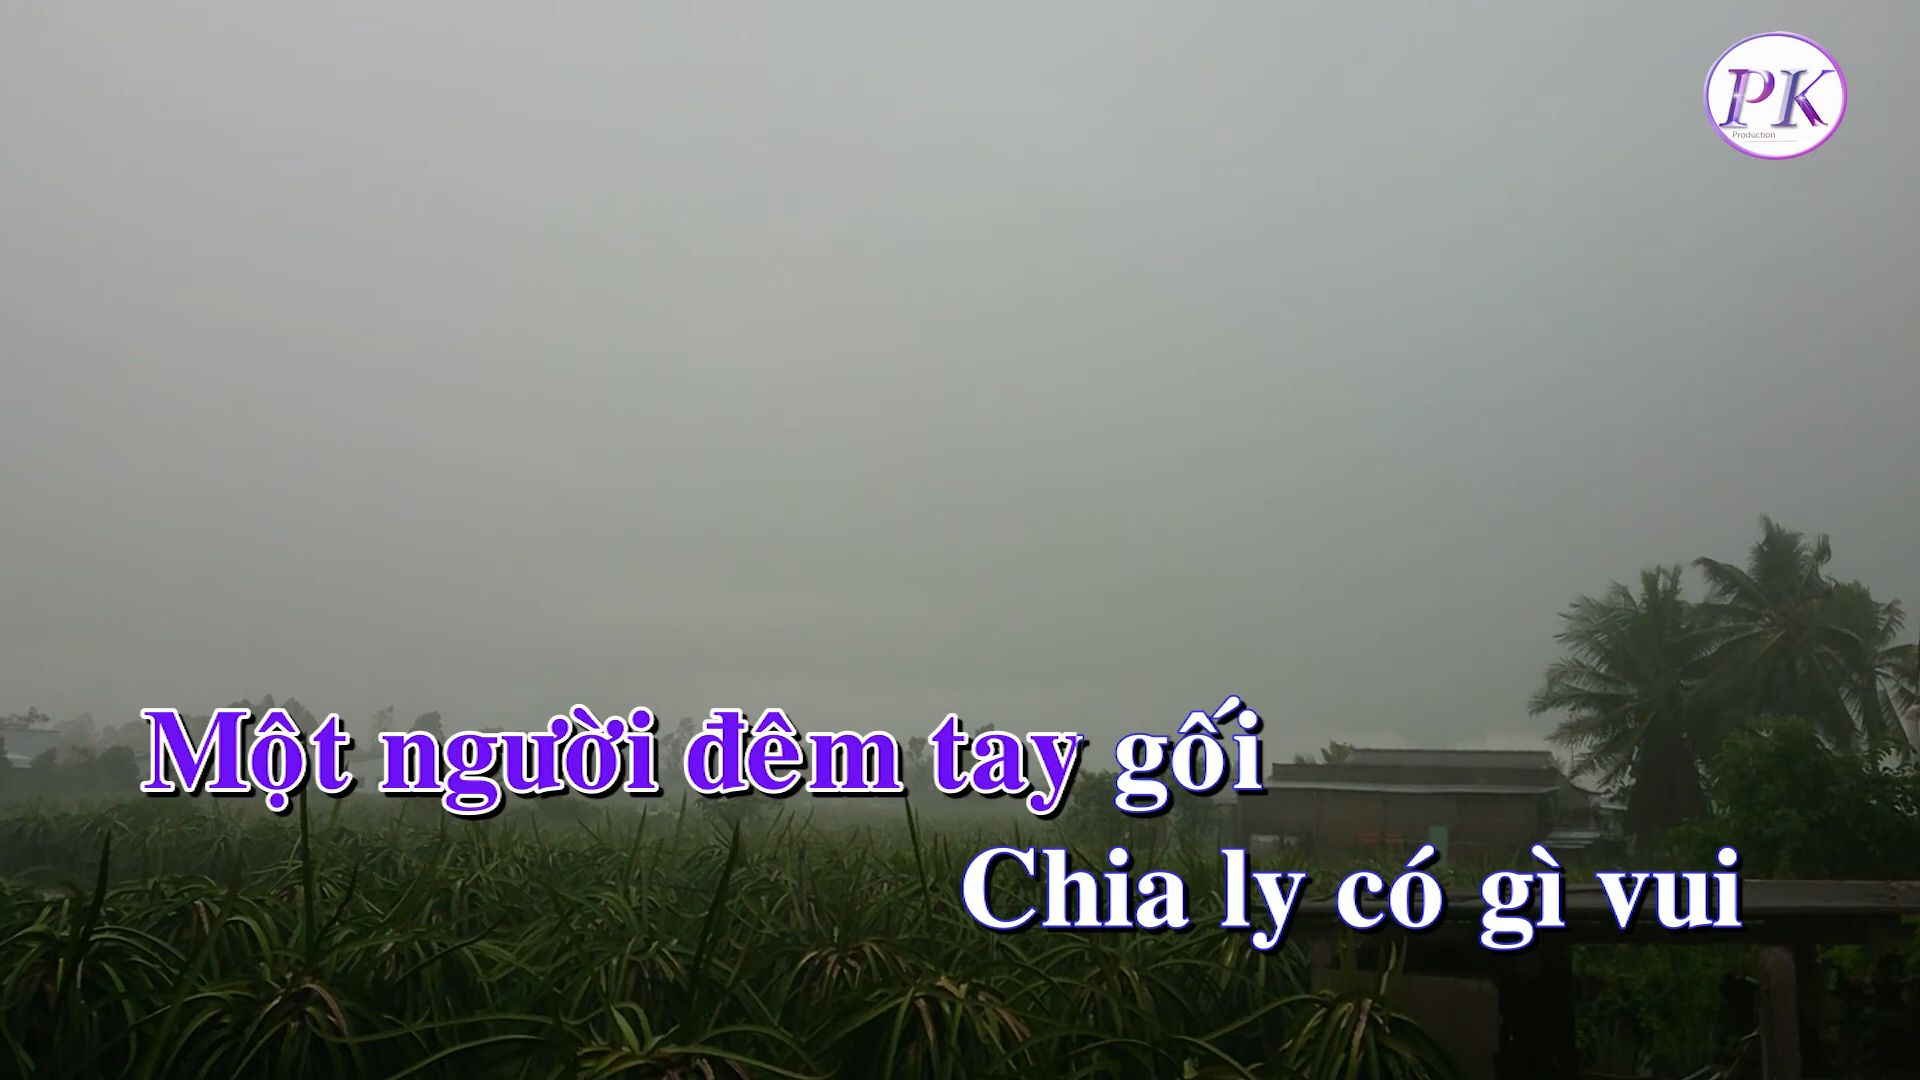 PK
Production
Một người đêm tay gối
Chia ly có gì vui